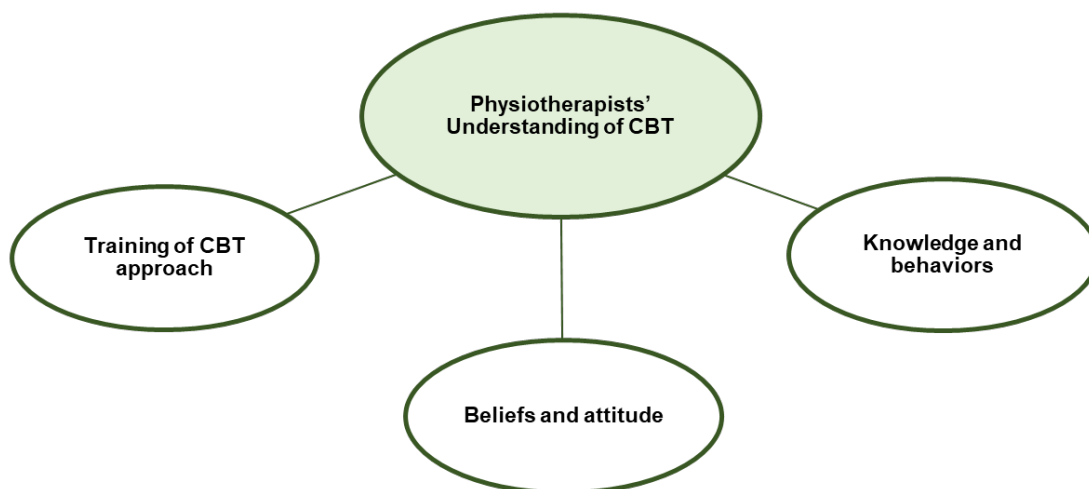 Physiotherapists’
Understanding of CBT
Training of CBT
approach
Knowledge and
behaviors
Beliefs and attitude